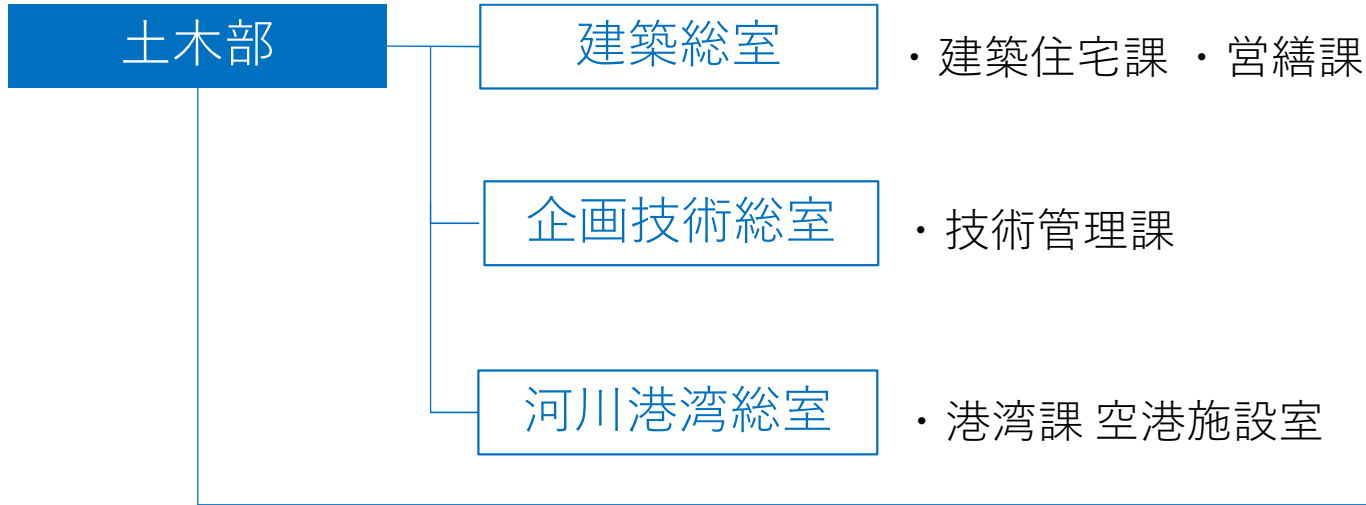 土木部
建築総室
・建築住宅課 ・営繕課
企画技術総室
・技術管理課
河川港湾総室
・港湾課 空港施設室